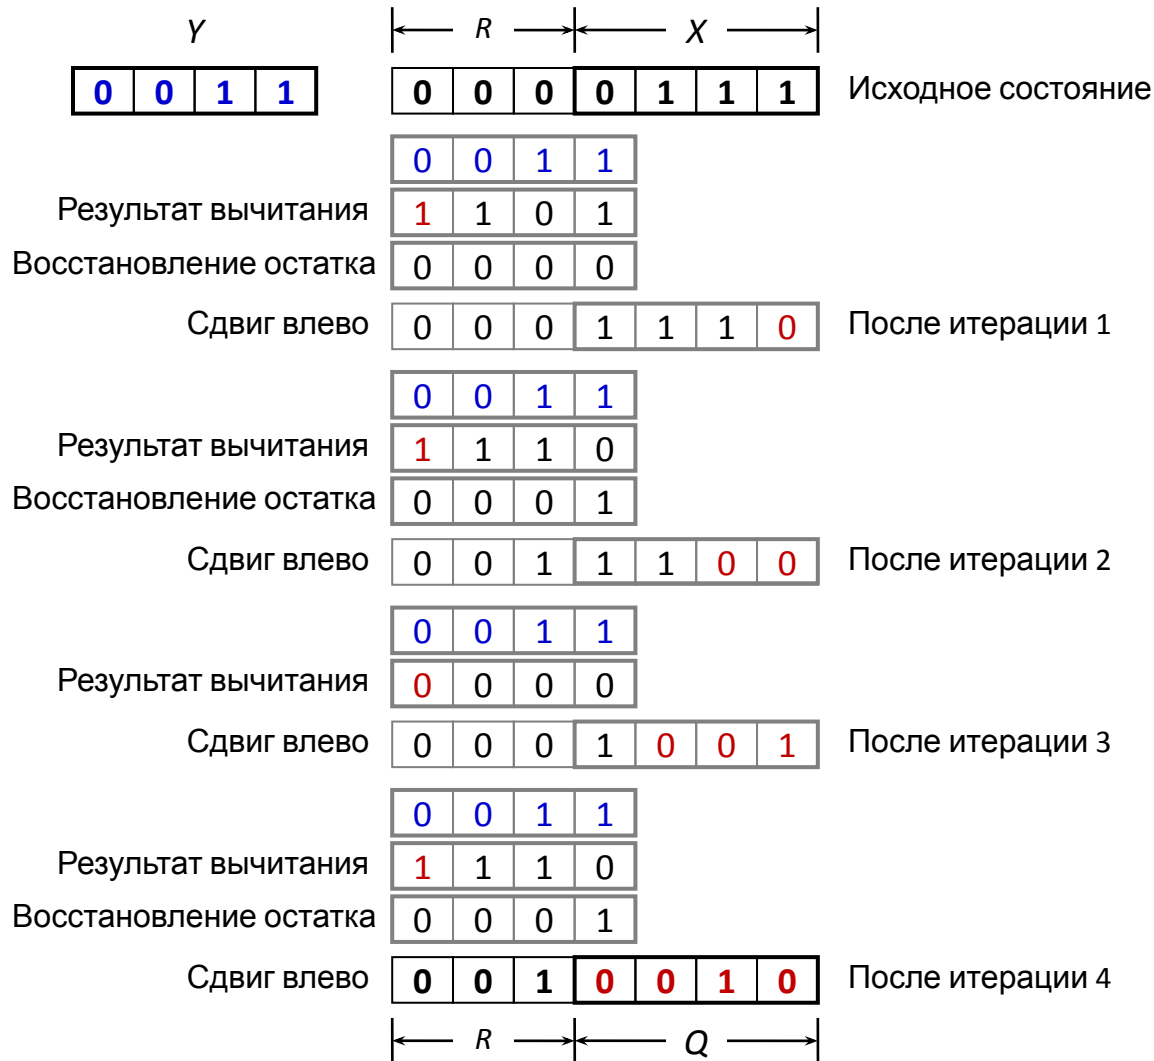 Y R X
0 0 1 1 0 0 0 0 1 1 1 Исходное состояние
0 0 1 1
Результат вычитания 1 1 0 1
Восстановление остатка 0 0 0 0
Сдвиг влево 0 0 0 1 1 1 0 После итерации 1
0 0 1 1
Результат вычитания 1 1 1 0
Восстановление остатка 0 0 0 1
Сдвиг влево 0 0 1 1 1 0 0 После итерации 2
0 0 1 1
Результат вычитания 0 0 0 0
Сдвиг влево 0 0 0 1 0 0 1 После итерации 3
0 0 1 1
Результат вычитания 1 1 1 0
Восстановление остатка 0 0 0 1
Сдвиг влево 0 0 1 0 0 1 0 После итерации 4
R Q